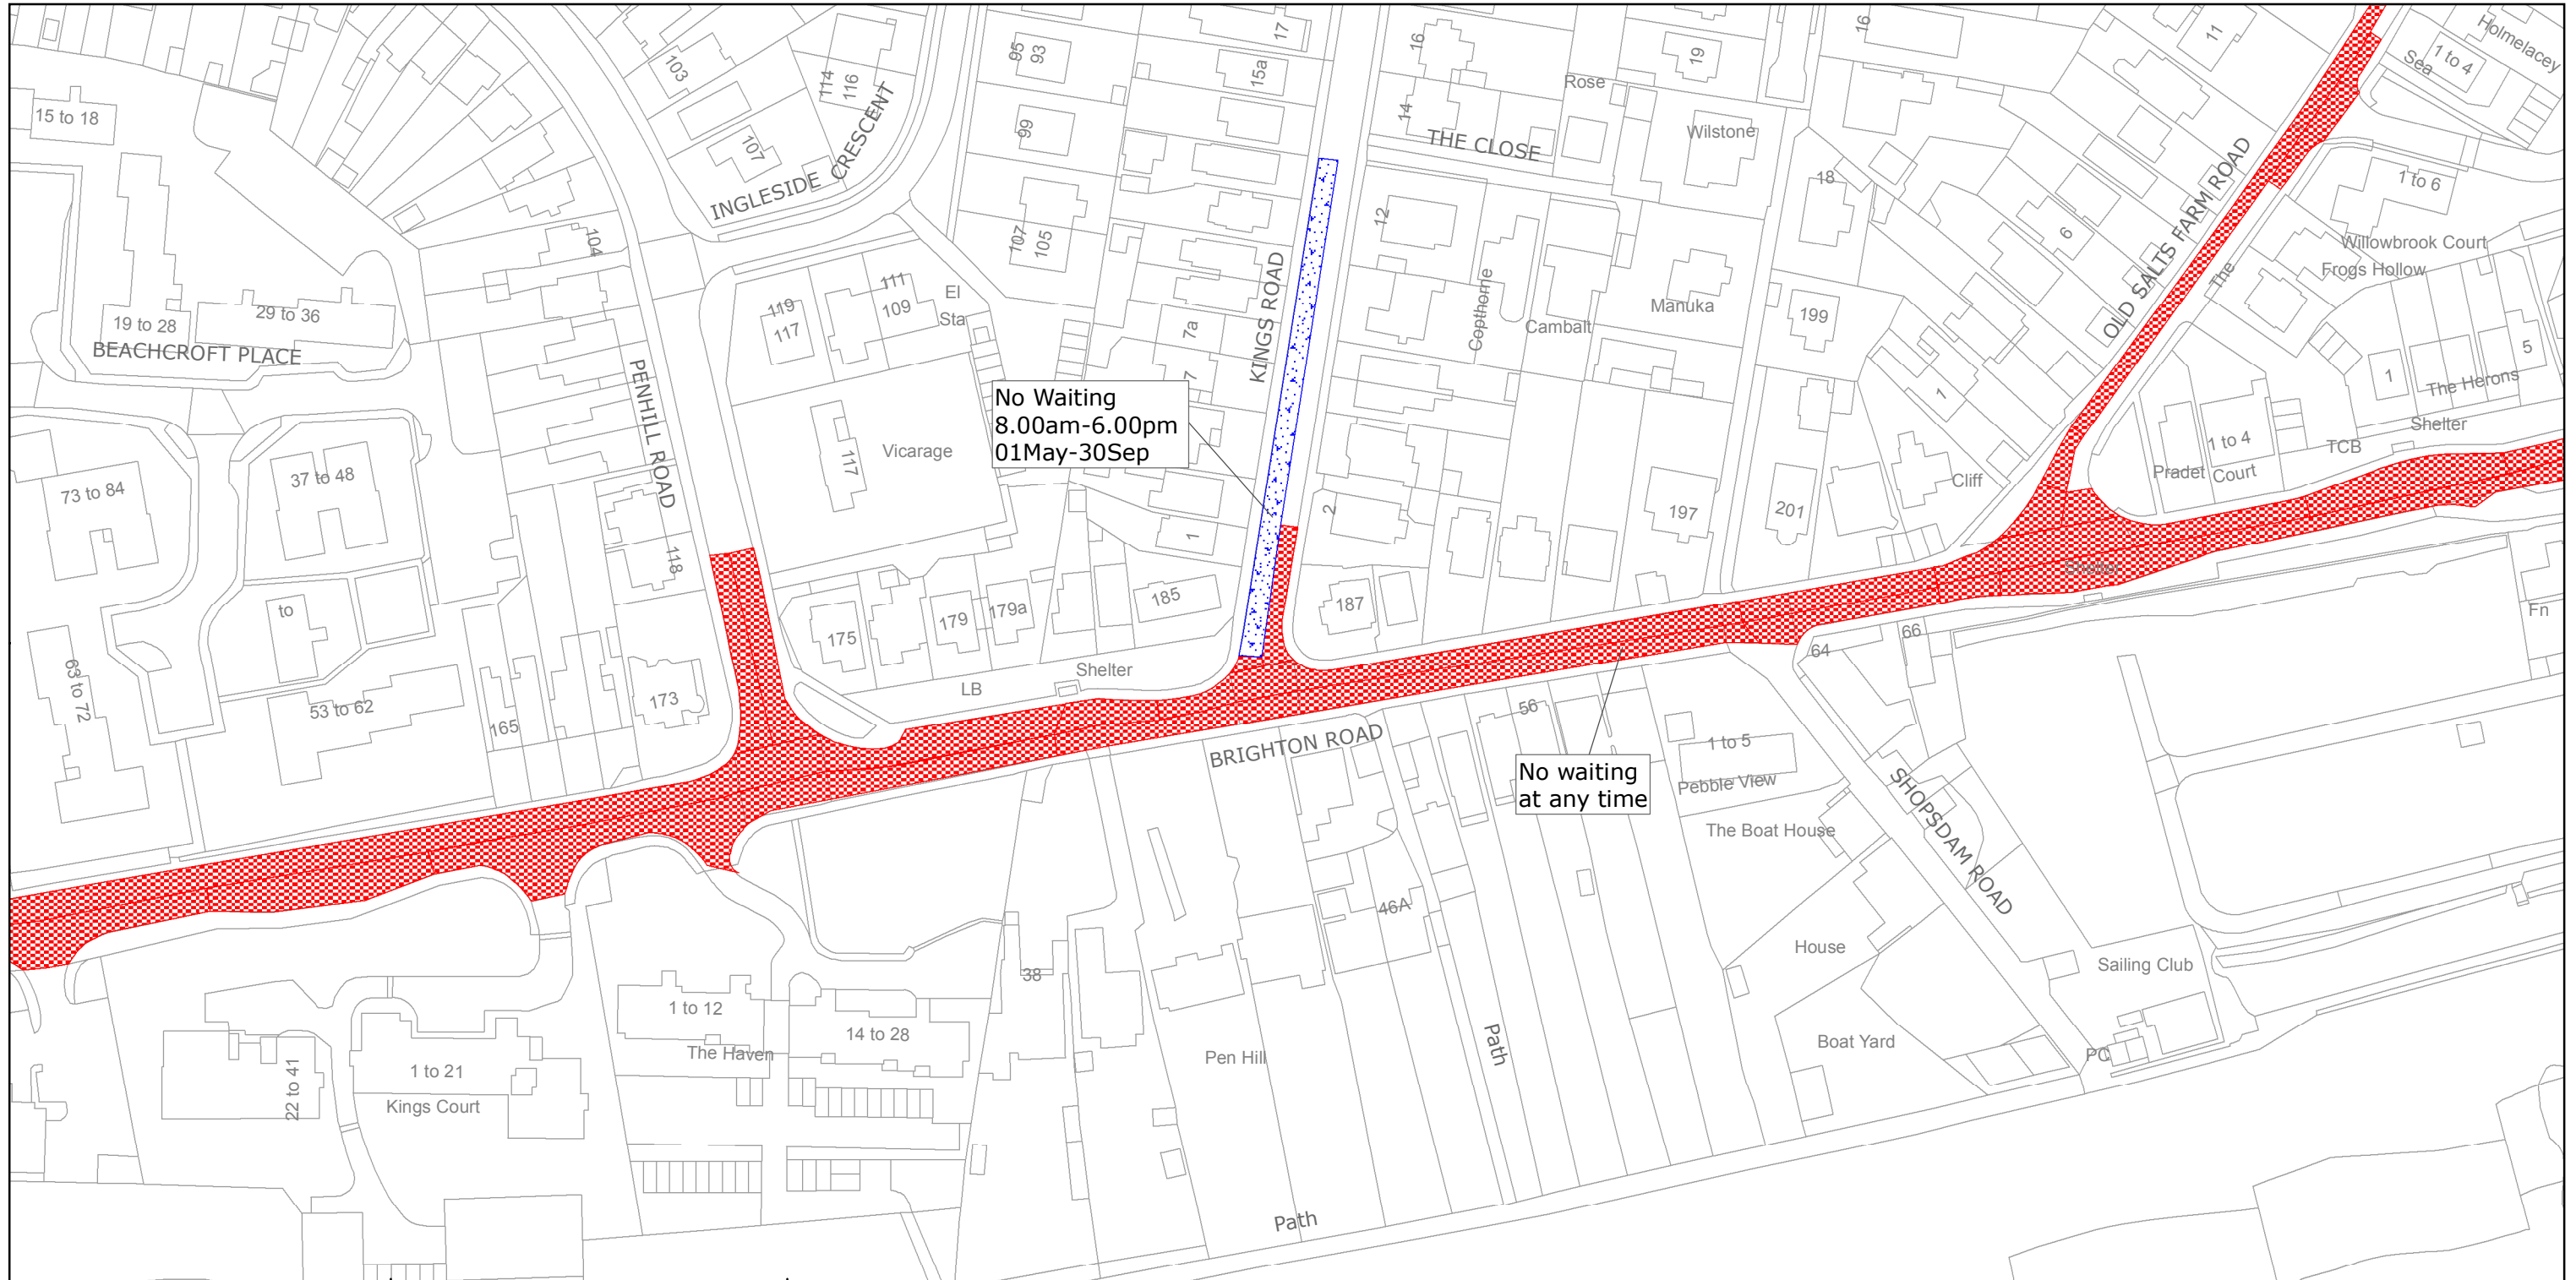 17
16
16
11
Holmelacy
Sea
1 to 4
95
93
103
114
116
15a
19
Rose
15 to 18
99
107
14
THE CLOSE
Wilstone
INGLESIDE CRESCENT
18
1 to 6
OLD SALTS FARM ROAD
104
107
105
12
6
Willowbrook Court
Frogs Hollow
The
119
117
111
109
El
Sta
KINGS ROAD
Copthorne
Cambalt
Manuka
199
19 to 28
29 to 36
BEACHCROFT PLACE
7a
7
5
1
1
The Herons
PENHILL ROAD
No Waiting
8.00am-6.00pm
01May-30Sep
Vicarage
117
1 to 4
Shelter
TCB
Pradet Court
73 to 84
37 to 48
Cliff
2
197
201
1
118
Shelter
to
175
179
179a
185
187
Fn
66
64
63 to 72
53 to 62
165
173
LB
Shelter
BRIGHTON ROAD
56
1 to 5
Pebble View
No waiting
at any time
The Boat House
SHOPSDAM ROAD
46A
House
Sailing Club
38
1 to 12
The Haven
14 to 28
Pen Hill
Path
Boat Yard
PC
22 to 41
1 to 21
Kings Court
Path